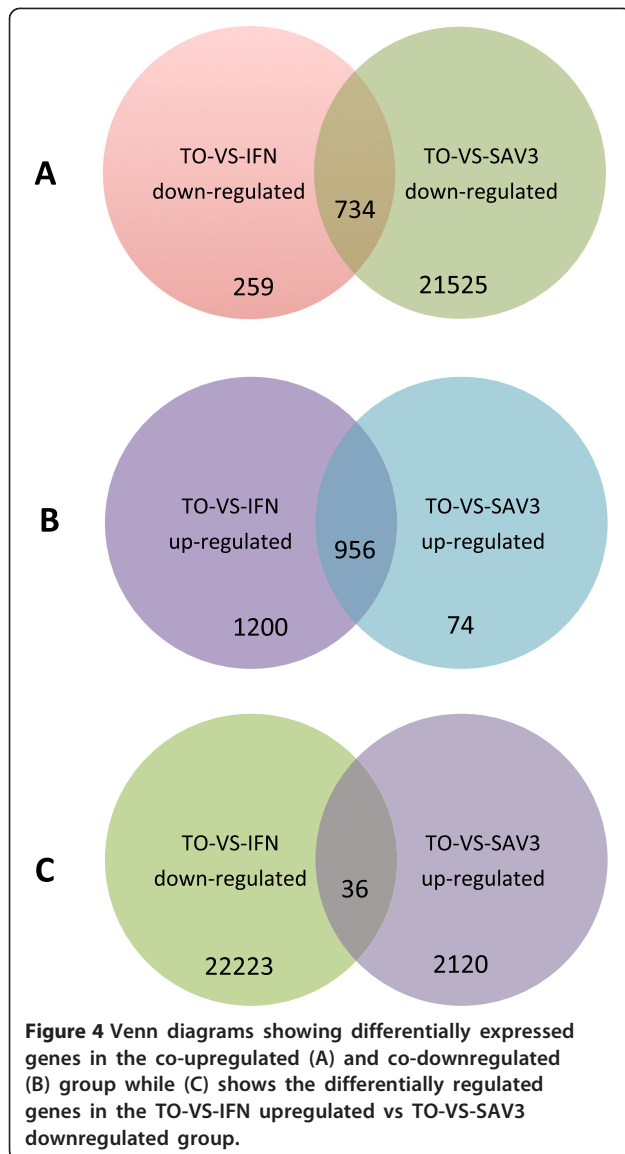 A
TO-VS-IFN
down-regulated
TO-VS-SAV3
down-regulated
734
259
21525
B
TO-VS-IFN
up-regulated
TO-VS-SAV3
up-regulated
956
1200
74
C
TO-VS-IFN
down-regulated
TO-VS-SAV3
up-regulated
36
22223
2120
Figure 4 Venn diagrams showing differentially expressed
genes in the co-upregulated (A) and co-downregulated
(B) group while (C) shows the differentially regulated
genes in the TO-VS-IFN upregulated vs TO-VS-SAV3
downregulated group.